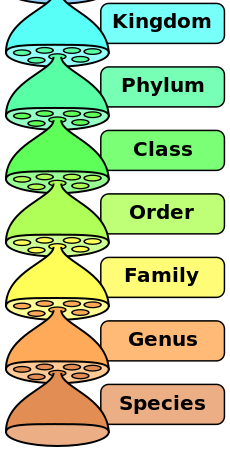 Kingdom
Phylum
Class
Order
Family
Genus
Species